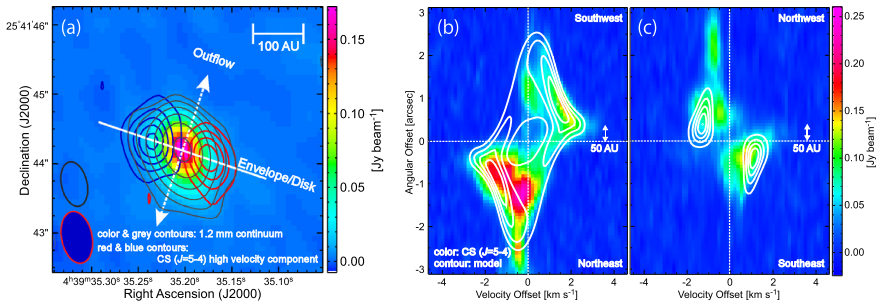 (a)
100 AU
Outflow
Envelope/Disk
color & grey contours: 1.2 mm continuum
red & blue contours:
CS (J=5-4) high velocity component
25°41'46"
45"
44"
43"
Declination (J2000)
4h39m35.30s
35.25s
35.20s
35.15s
35.10s
Right Ascension (J2000)
0.15
0.10
0.05
0.00
[Jy beam-1]
(b)
Southwest
50 AU
color: CS (J=5-4)
contour: model
Northeast
3
2
1
0
-1
-2
-3
Angular Offset [arcsec]
-4
-2
0
2
4
Velocity Offset [km s-1]
(c)
Northwest
50 AU
Southeast
-4
-2
0
2
4
Velocity Offset [km s-1]
0.25
0.20
0.15
0.10
0.05
0.00
[Jy beam-1]